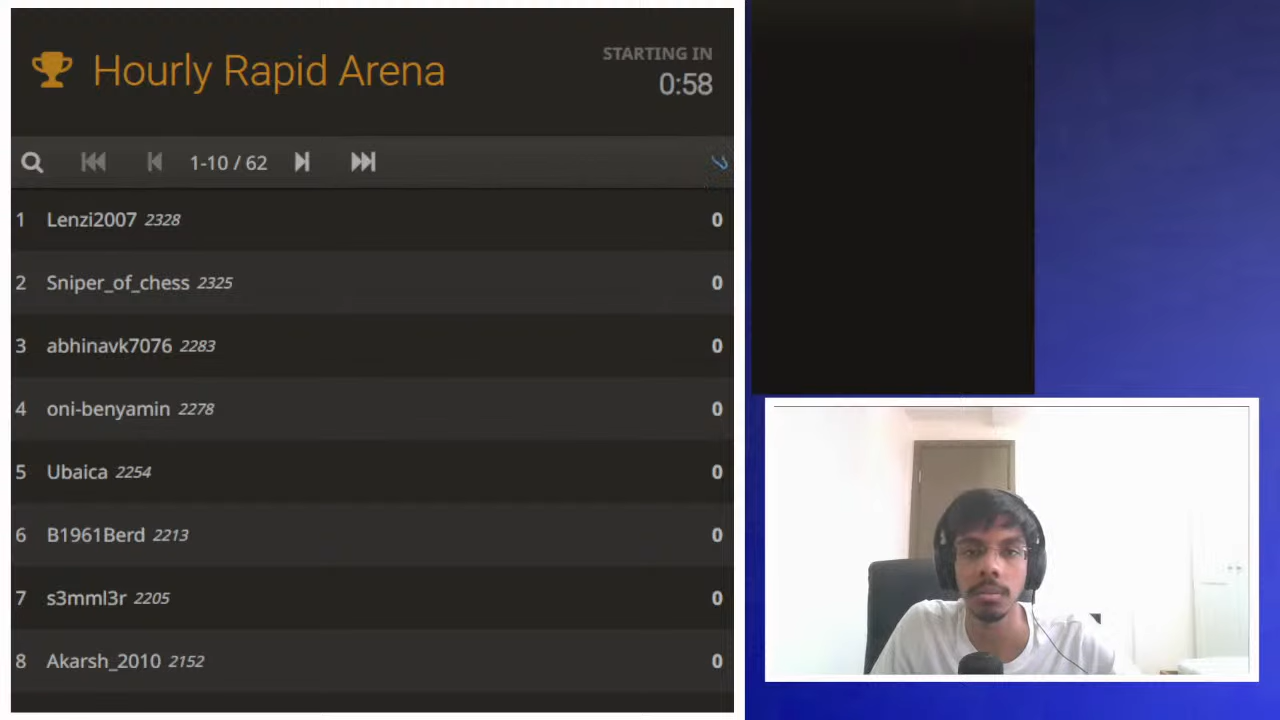 Hourly Rapid Arena
STARTING IN
0:58
1-10 / 62
1 Lenzi2007 2328 0
2 Sniper_of_chess 2325 0
3 abhinavk7076 2283 0
4 oni-benyamin 2278 0
5 Ubaica 2254 0
6 B1961Berd 2213 0
7 s3mml3r 2205 0
8 Akarsh_2010 2152 0